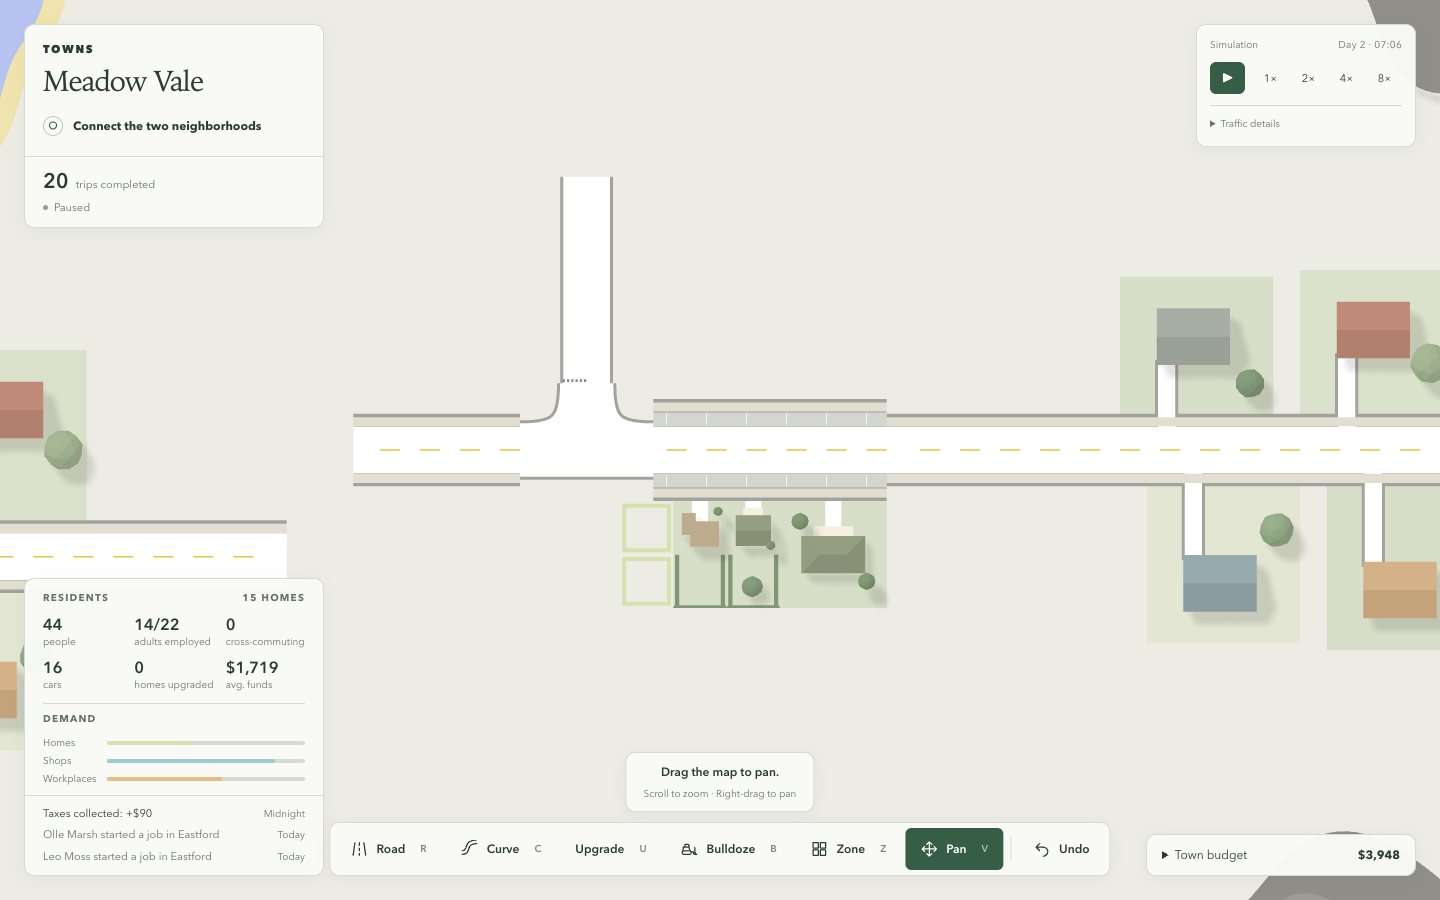 TOWNS
Meadow Vale
Connect the two neighborhoods
20 trips completed
Paused
Simulation Day 2 · 07:06
1× 2× 4× 8×
Traffic details
RESIDENTS 15 HOMES
44 14/22 0
people adults employed cross-commuting
16 0 $1,719
cars homes upgraded avg. funds
DEMAND
Homes
Shops
Workplaces
Taxes collected: +$90 Midnight
Olle Marsh started a job in Eastford Today
Leo Moss started a job in Eastford Today
Drag the map to pan.
Scroll to zoom · Right-drag to pan
Road R Curve C Upgrade U Bulldoze B Zone Z Pan V Undo
Town budget $3,948